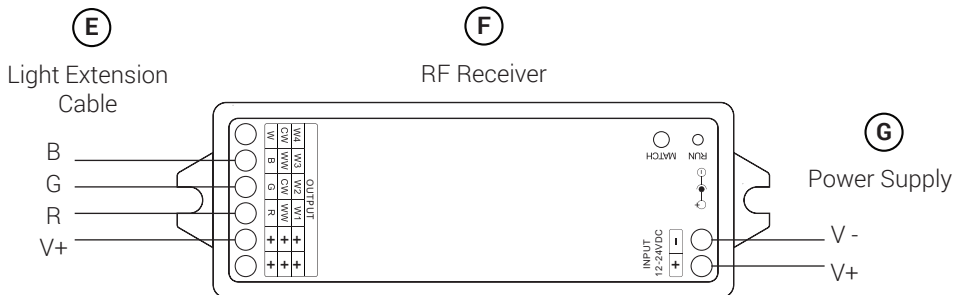 E
Light Extension
Cable
B
G
R
V+
F
RF Receiver
W CW W4
B WW W3
G CW W2
R WW W1
+ + +
+ + +
OUTPUT
MATCH
RUN
- +
INPUT
12-24VDC
-
+
G
Power Supply
V -
V+